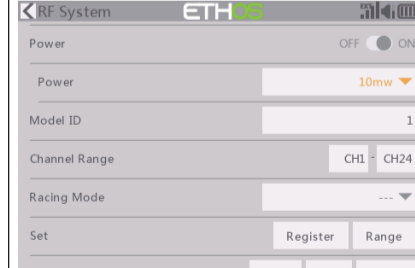 RF System ETHOS
Power OFF ON
Power 10mw
Model ID 1
Channel Range CH1 - CH24
Racing Mode ---
Set Register Range